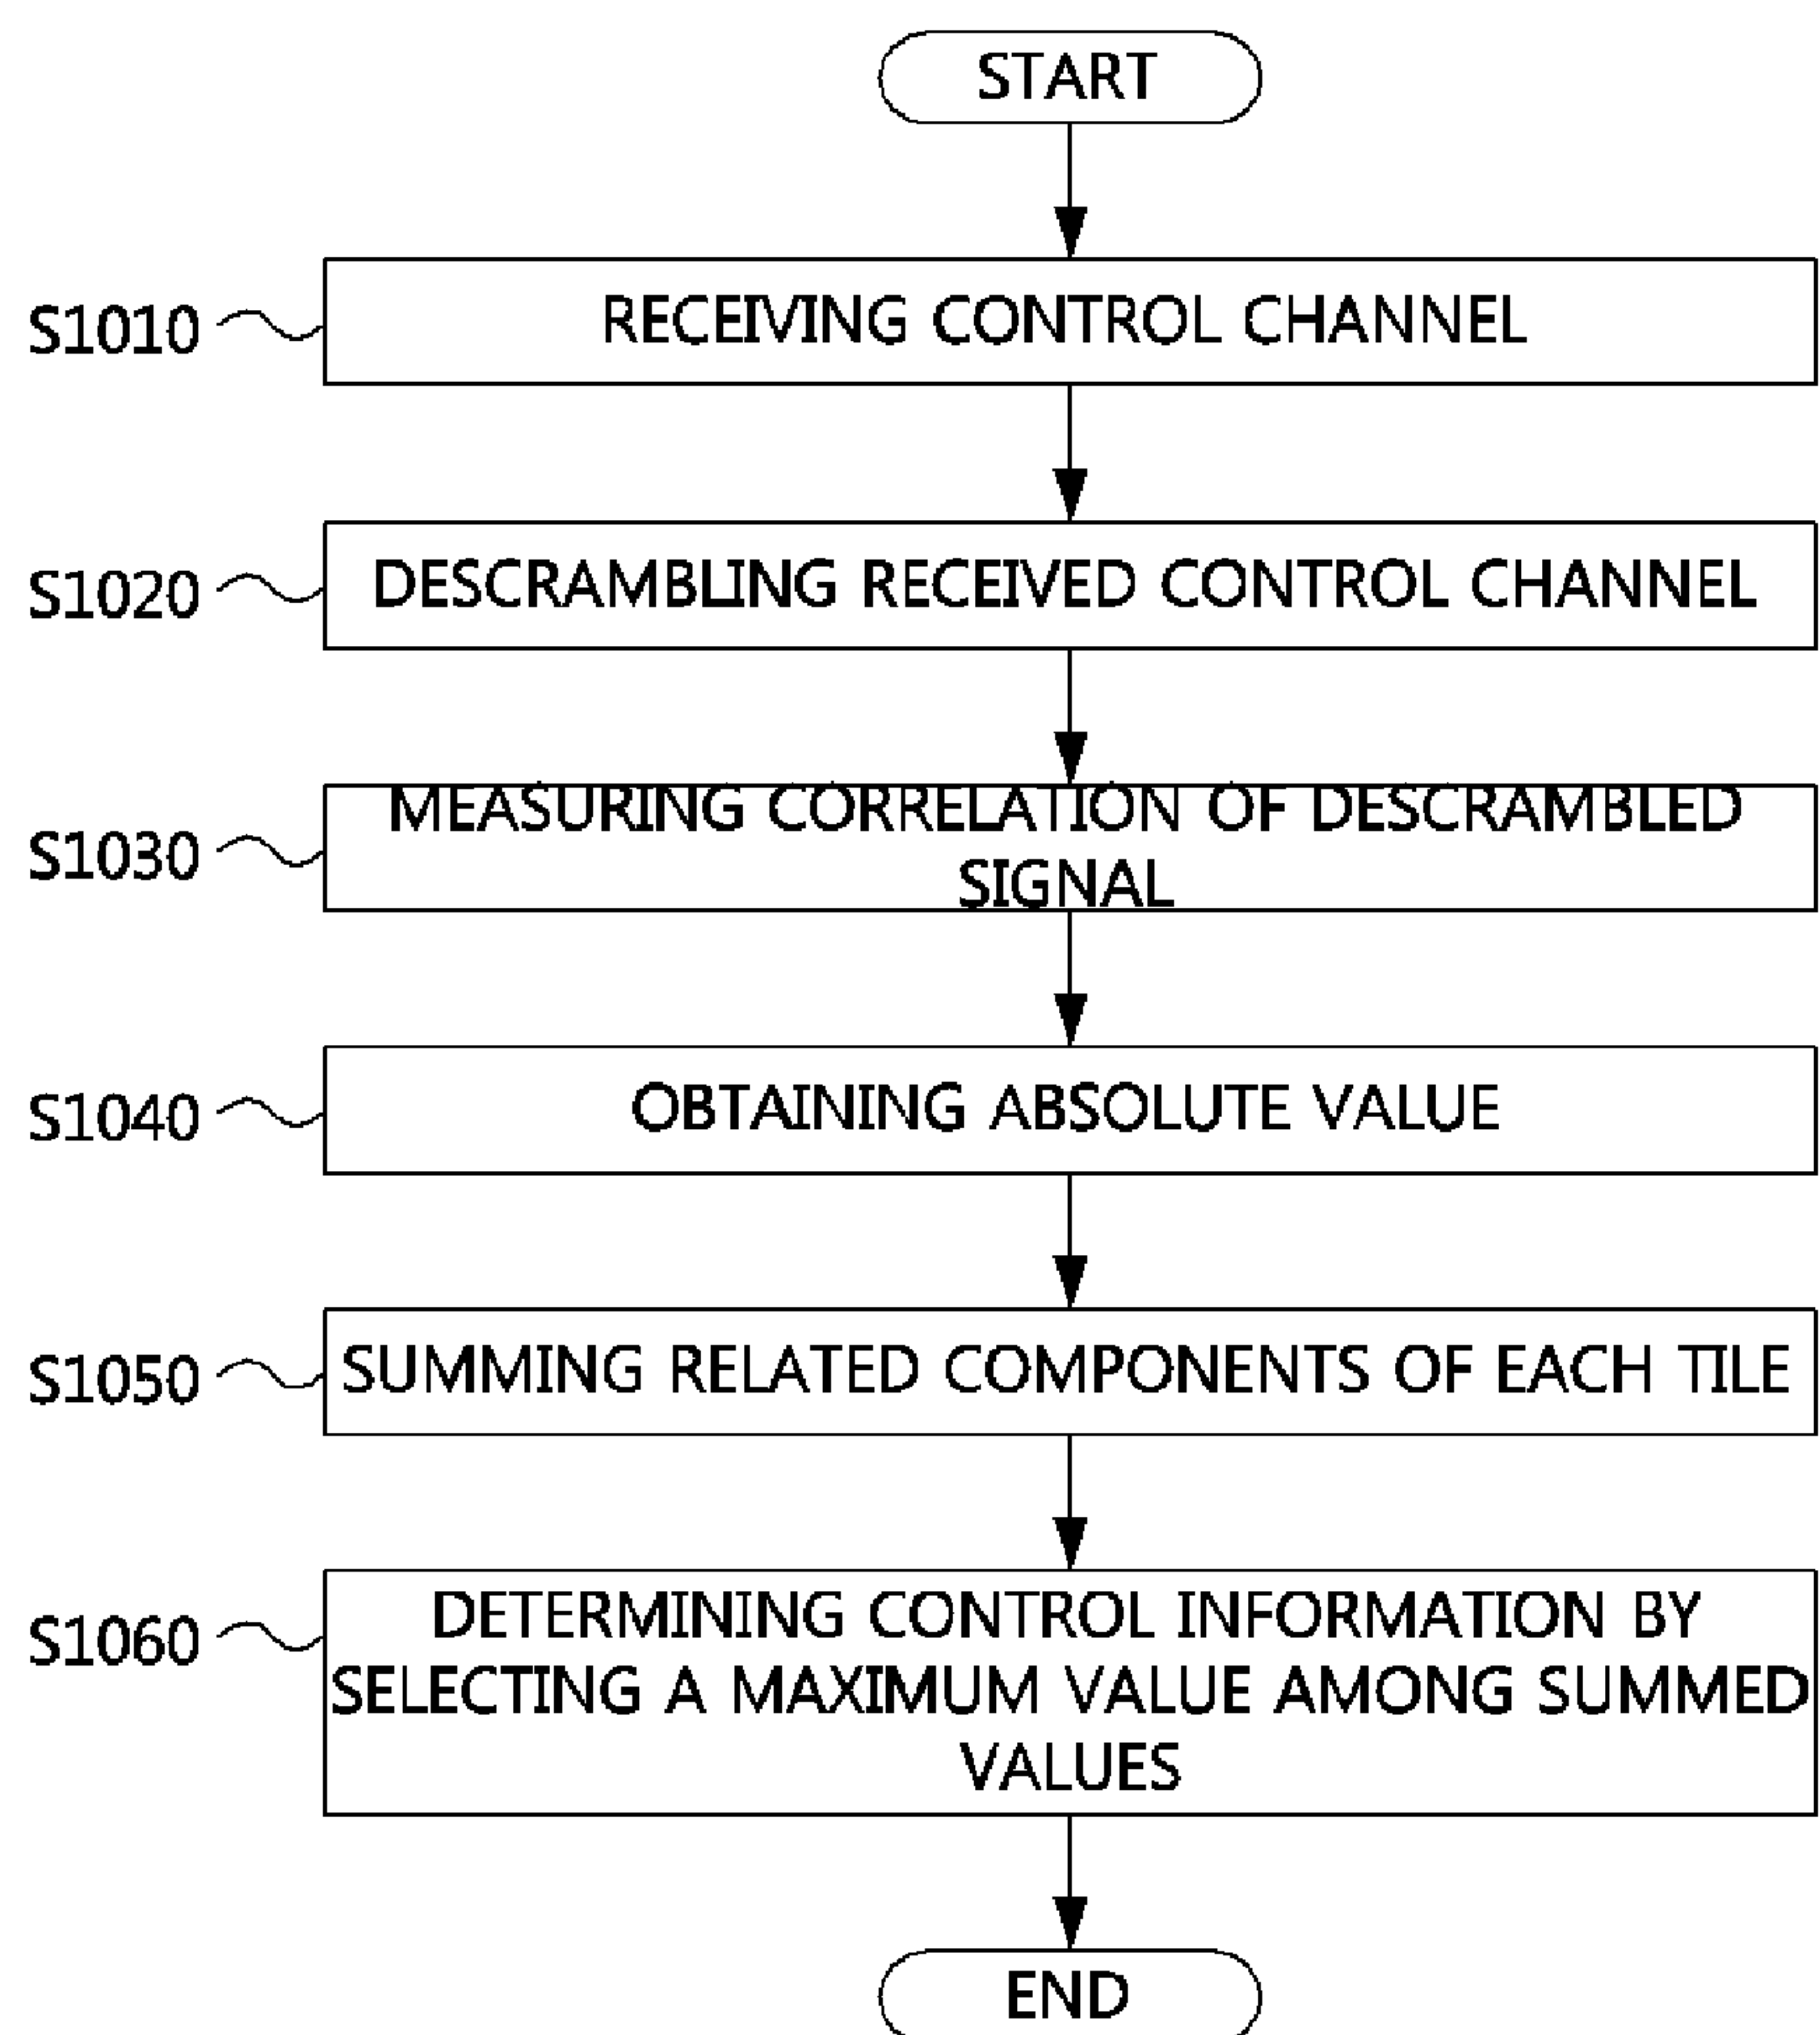 START
S1010
RECEIVING CONTROL CHANNEL
S1020
DESCRAMBLING RECEIVED CONTROL CHANNEL
S1030
MEASURING CORRELATION OF DESCRAMBLED
SIGNAL
S1040
OBTAINING ABSOLUTE VALUE
S1050
SUMMING RELATED COMPONENTS OF EACH TILE
S1060
DETERMINING CONTROL INFORMATION BY
SELECTING A MAXIMUM VALUE AMONG SUMMED
VALUES
END